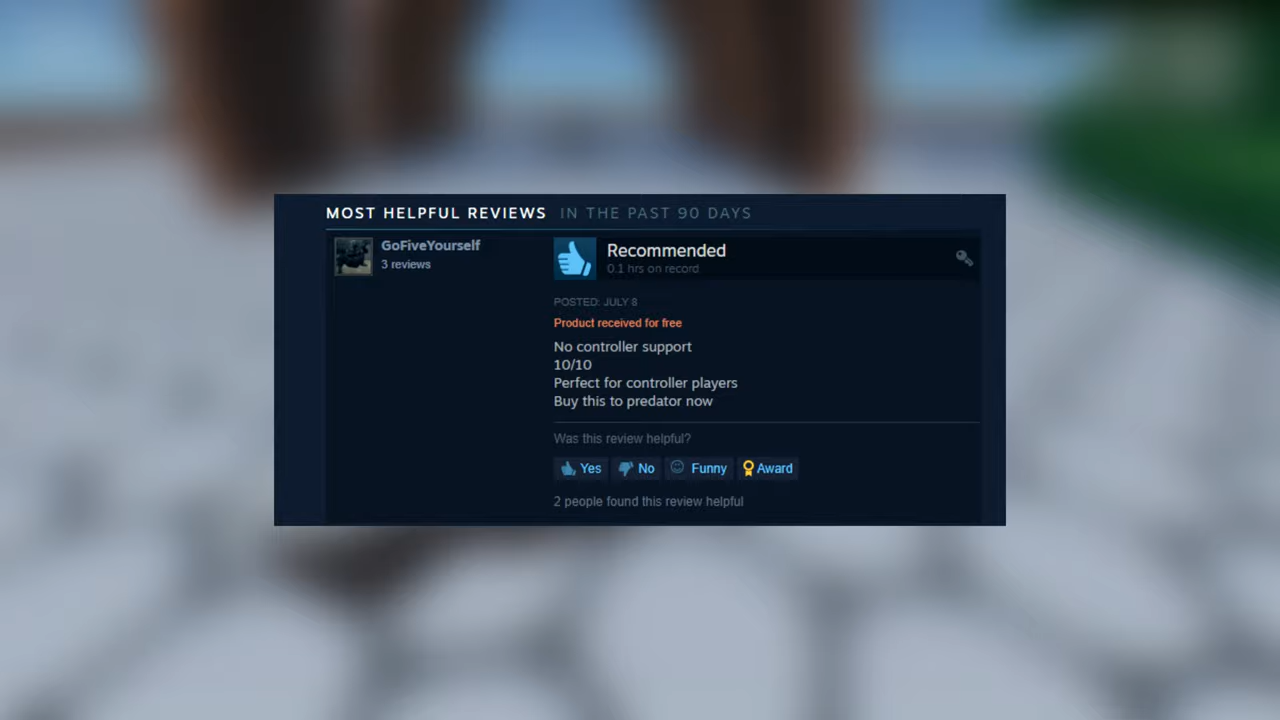 MOST HELPFUL REVIEWS IN THE PAST 90 DAYS
GoFiveYourself
3 reviews
Recommended
0.1 hrs on record
POSTED: JULY 8
Product received for free
No controller support
10/10
Perfect for controller players
Buy this to predator now
Was this review helpful?
Yes No Funny Award
2 people found this review helpful